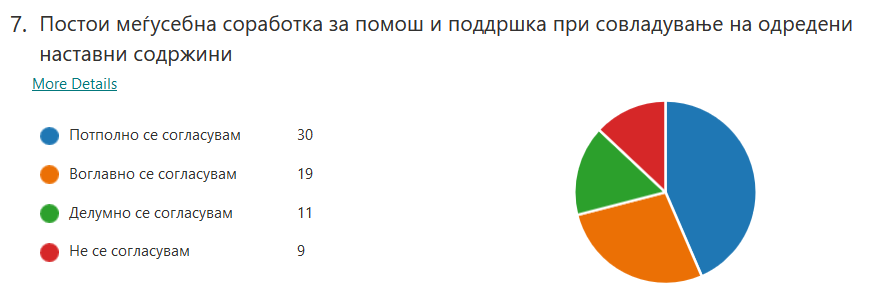 7. Постои меѓусебна соработка за помош и поддршка при совладување на одредени
наставни содржини
More Details
Потполно се согласувам 30
Воглавно се согласувам 19
Делумно се согласувам 11
Не се согласувам 9